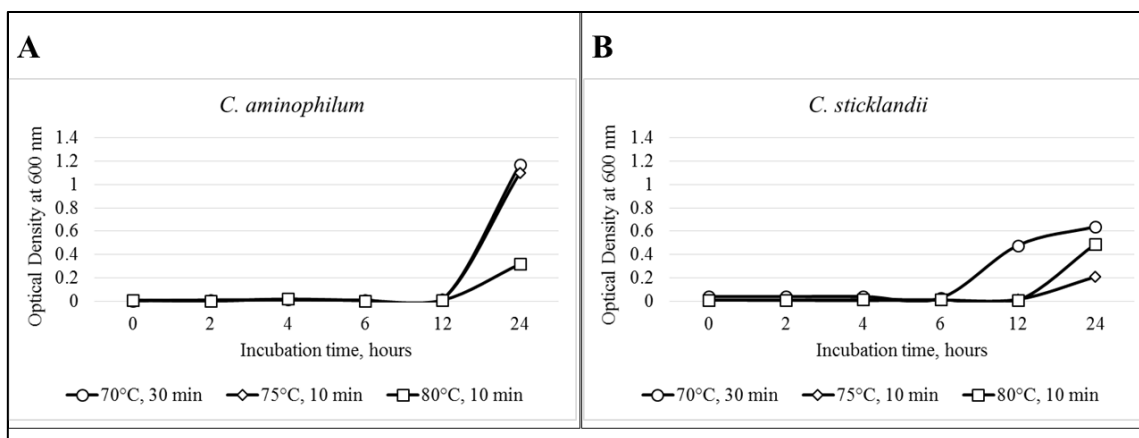 A
C. aminophilum
Optical Density at 600 nm
1.4
1.2
1
0.8
0.6
0.4
0.2
0
0 2 4 6 12 24
Incubation time, hours
70°C, 30 min 75°C, 10 min 80°C, 10 min
B
C. sticklandii
Optical Density at 600 nm
1.4
1.2
1
0.8
0.6
0.4
0.2
0
0 2 4 6 12 24
Incubation time, hours
70°C, 30 min 75°C, 10 min 80°C, 10 min